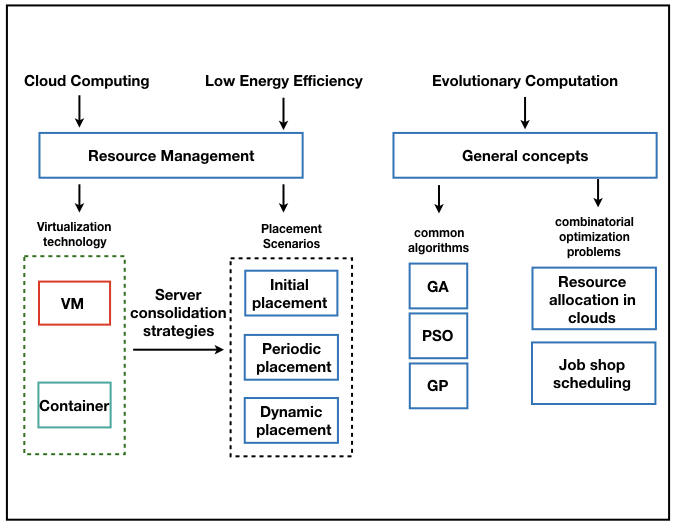 Cloud Computing
Low Energy Efficiency
Evolutionary Computation
Resource Management
General concepts
Virtualization
technology
Placement
Scenarios
common
algorithms
combinatorial
optimization
problems
VM
Container
Server
consolidation
strategies
Initial
placement
Periodic
placement
Dynamic
placement
GA
PSO
GP
Resource
allocation in
clouds
Job shop
scheduling